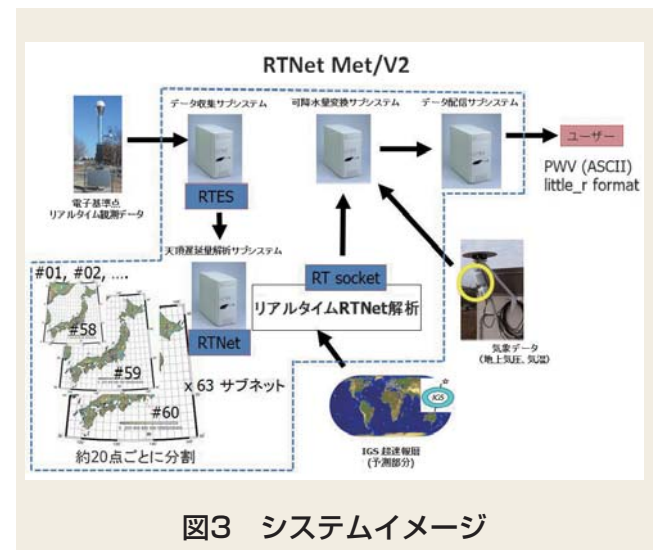 RTNet Met/V2
データ収集サブシステム
可降水量変換サブシステム
データ配信サブシステム
ユーザー
PWV (ASCII)
little_r format
電子基準点
リアルタイム観測データ
RTES
天頂遅延量解析サブシステム
#01, #02, ....
#58
#59
#60
RTNet
x 63 サブネット
約20点ごとに分割
RT socket
リアルタイムRTNet解析
気象データ
(地上気圧、気温)
IGS
IGS 超速報暦
(予測部分)
図3 システムイメージ